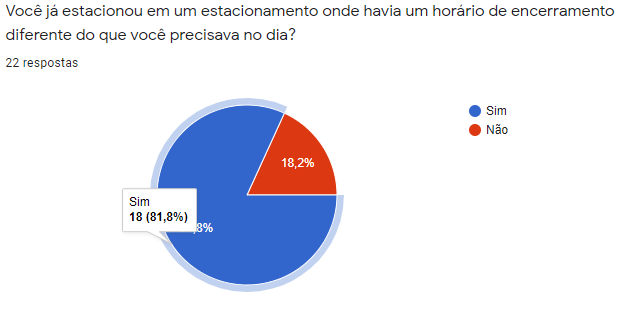 Você já estacionou em um estacionamento onde havia um horário de encerramento
diferente do que você precisava no dia?
22 respostas
Sim
Não
18,2%
Sim
18 (81,8%)
8%